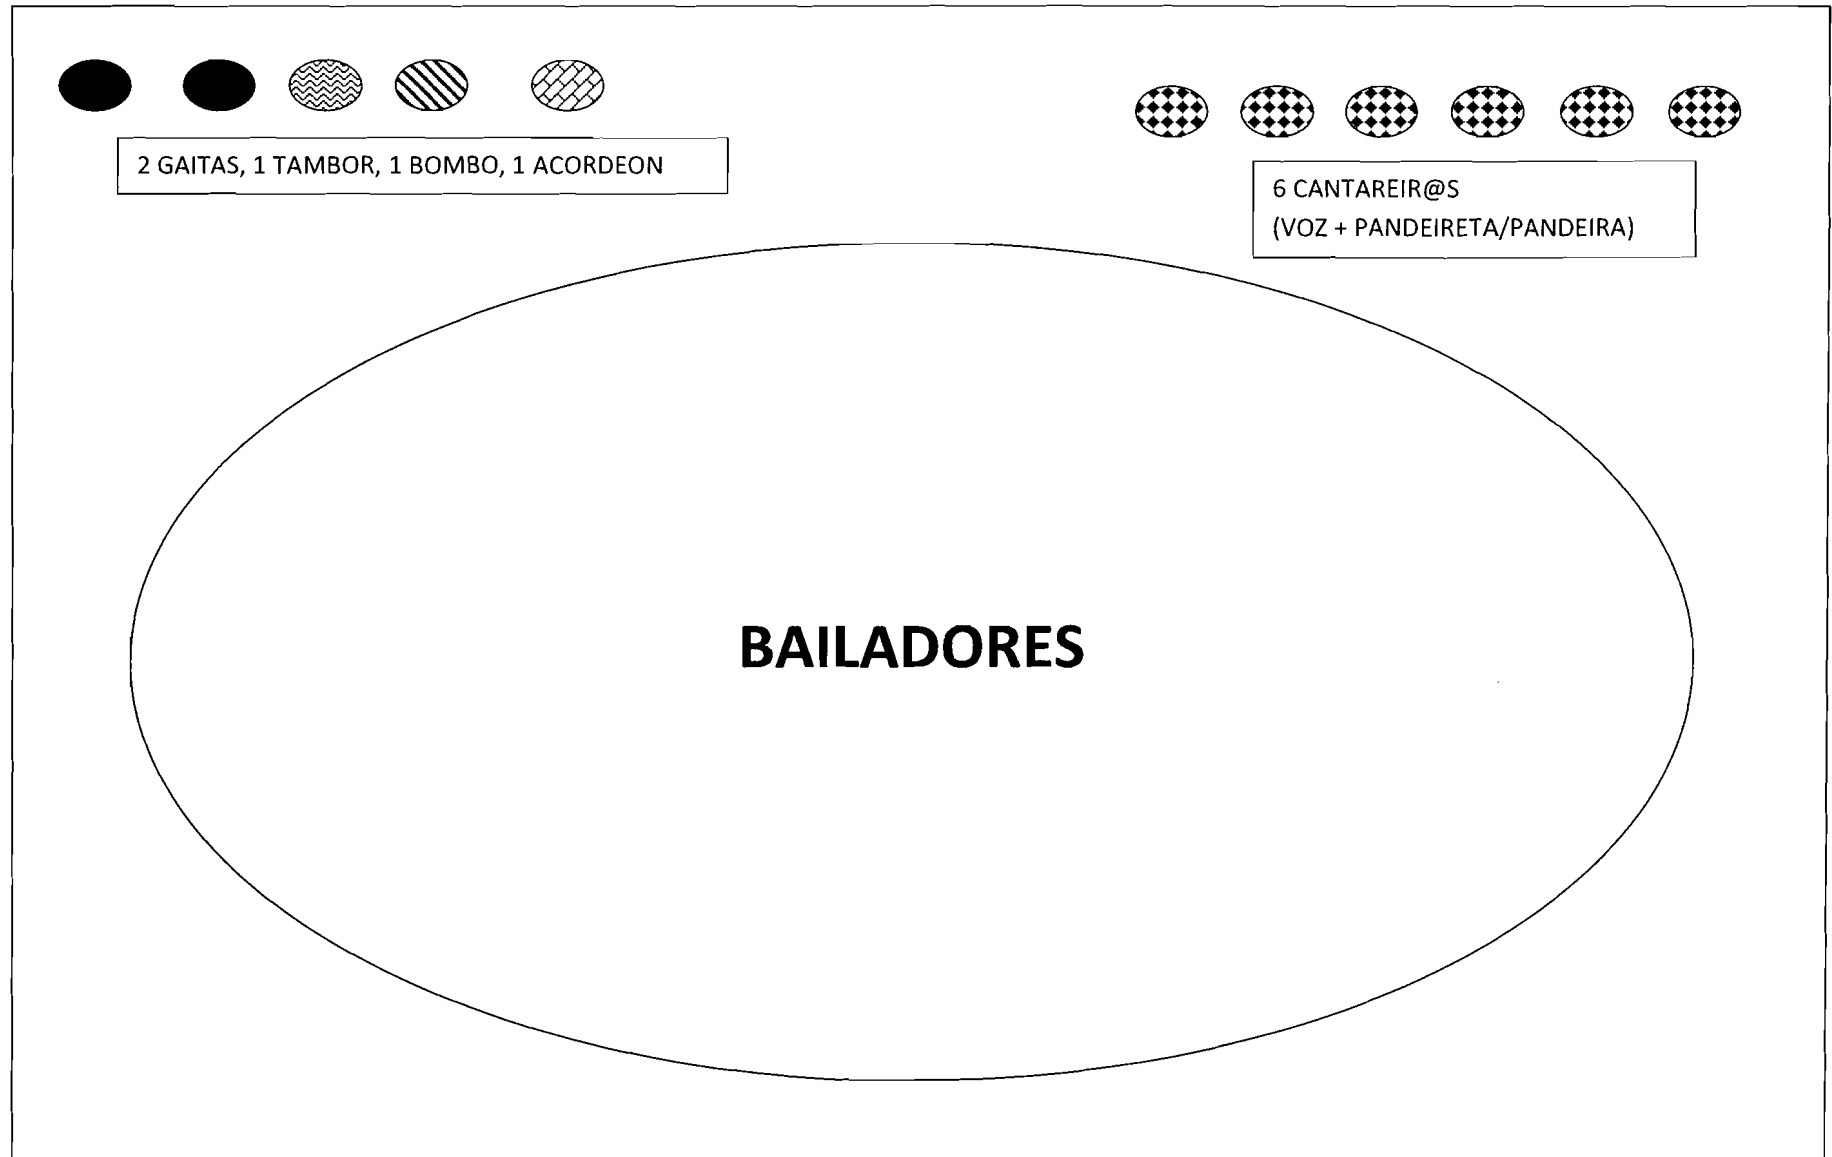 2 GAITAS, 1 TAMBOR, 1 BOMBO, 1 ACORDEON
6 CANTAREIR@S
(VOZ + PANDEIRETA/PANDEIRA)
BAILADORES